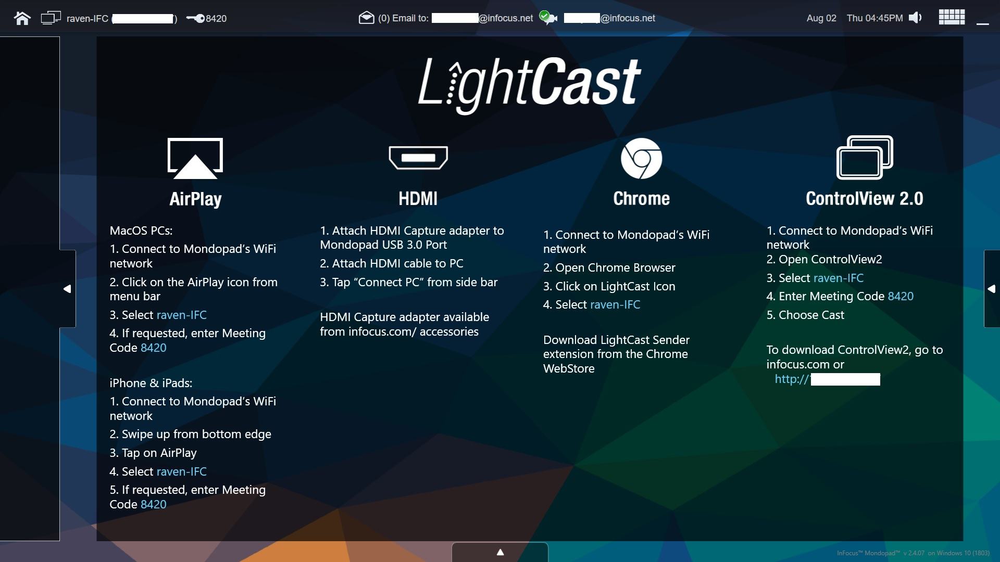 raven-IFC ( ) 8420 (0) Email to: @infocus.net @infocus.net Aug 02 Thu 04:45PM
LightCast
AirPlay
MacOS PCs:
1. Connect to Mondopad’s WiFi
network
2. Click on the AirPlay icon from
menu bar
3. Select raven-IFC
4. If requested, enter Meeting
Code 8420
iPhone & iPads:
1. Connect to Mondopad’s WiFi
network
2. Swipe up from bottom edge
3. Tap on AirPlay
4. Select raven-IFC
5. If requested, enter Meeting
Code 8420
HDMI
1. Attach HDMI Capture adapter to
Mondopad USB 3.0 Port
2. Attach HDMI cable to PC
3. Tap “Connect PC” from side bar
HDMI Capture adapter available
from infocus.com/ accessories
Chrome
1. Connect to Mondopad’s WiFi
network
2. Open Chrome Browser
3. Click on LightCast Icon
4. Select raven-IFC
Download LightCast Sender
extension from the Chrome
WebStore
ControlView 2.0
1. Connect to Mondopad’s WiFi
network
2. Open ControlView2
3. Select raven-IFC
4. Enter Meeting Code 8420
5. Choose Cast
To download ControlView2, go to
infocus.com or
http://
InFocus™ Mondopad™ v 2.4.07 on Windows 10 (1803)